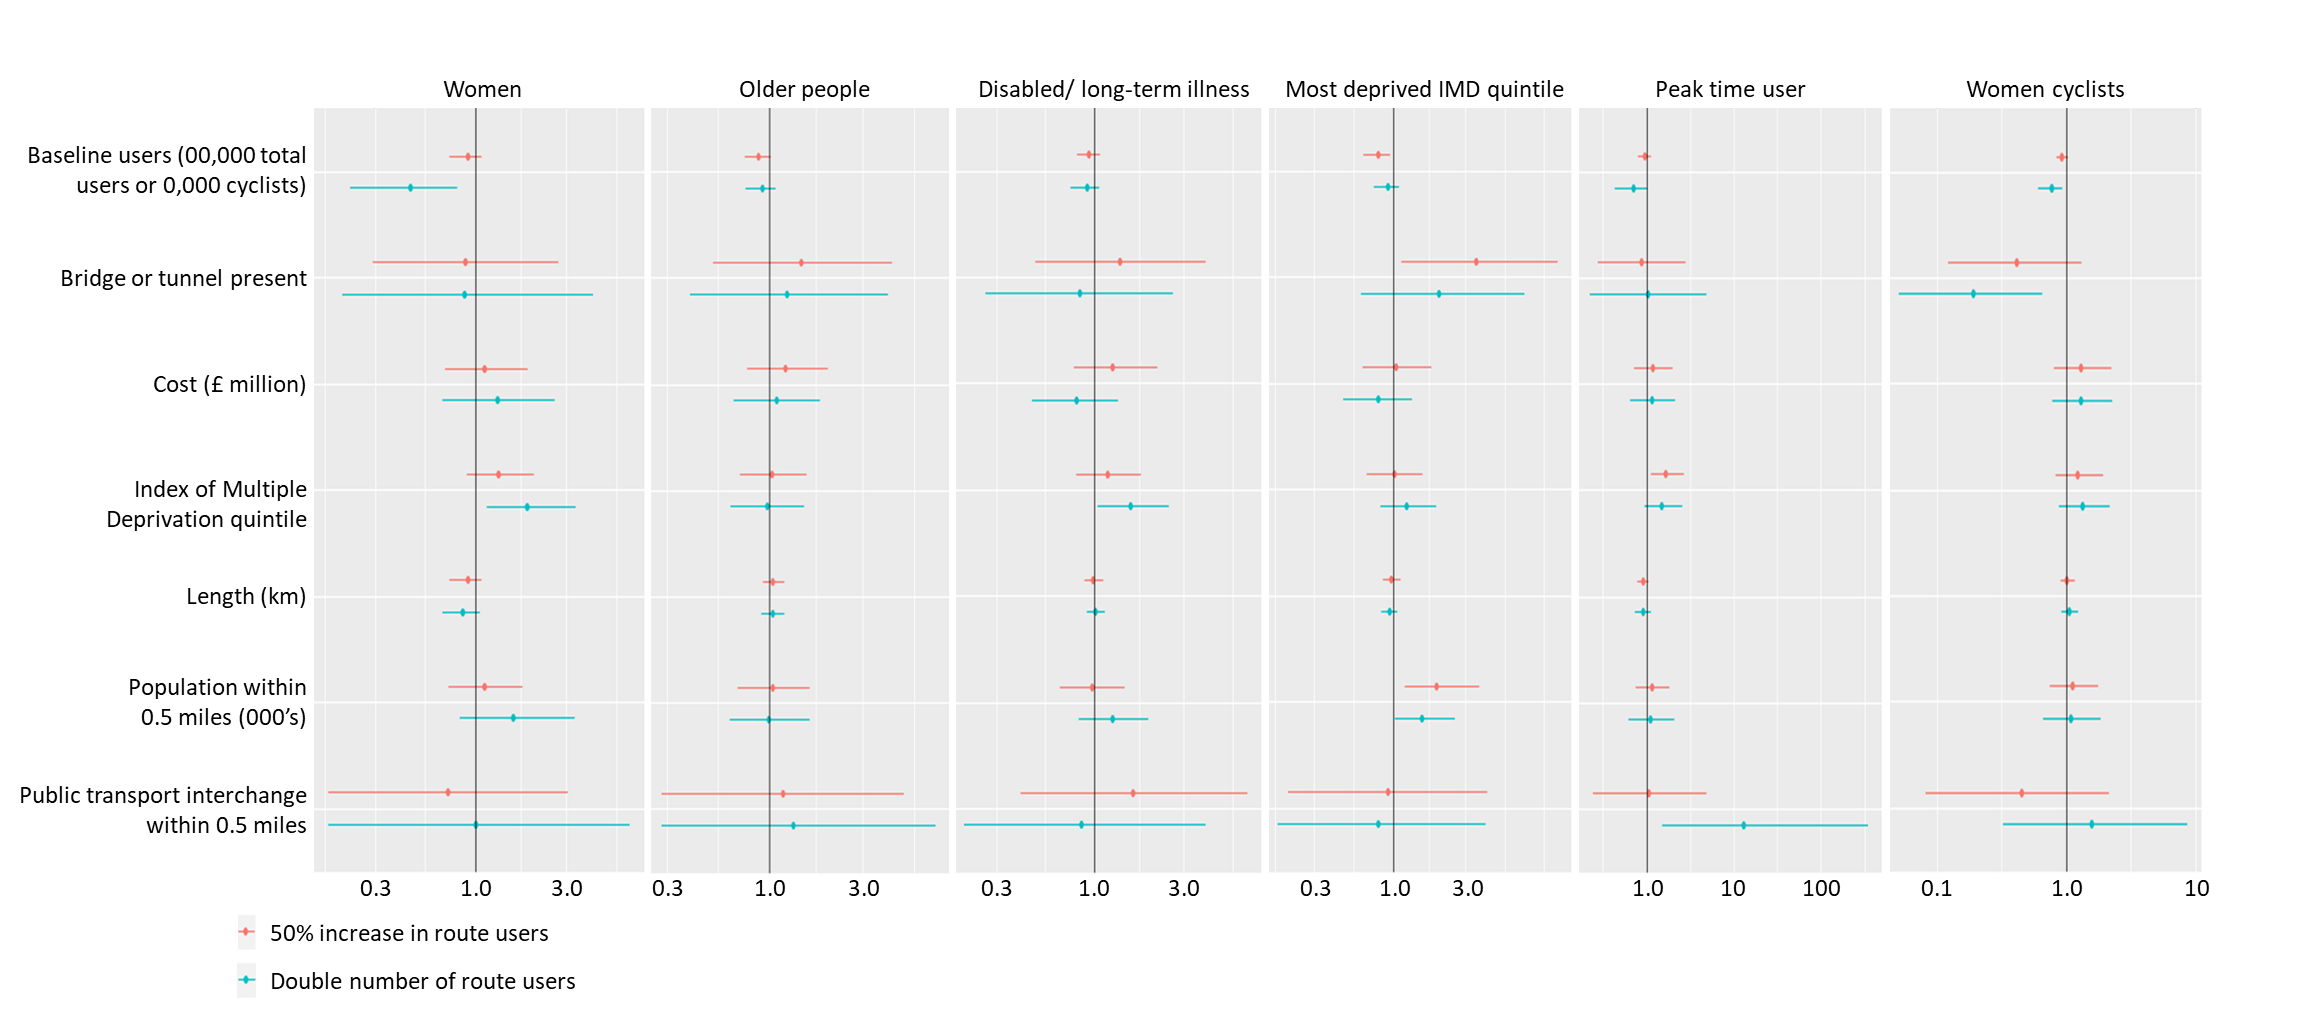 Women
Older people
Disabled/ long-term illness
Most deprived IMD quintile
Peak time user
Women cyclists
Baseline users (00,000 total
users or 0,000 cyclists)
Bridge or tunnel present
Cost (£ million)
Index of Multiple
Deprivation quintile
Length (km)
Population within
0.5 miles (000’s)
Public transport interchange
within 0.5 miles
0.3 1.0 3.0
0.3 1.0 3.0
0.3 1.0 3.0
0.3 1.0 3.0
1.0 10 100
0.1 1.0 10
50% increase in route users
Double number of route users